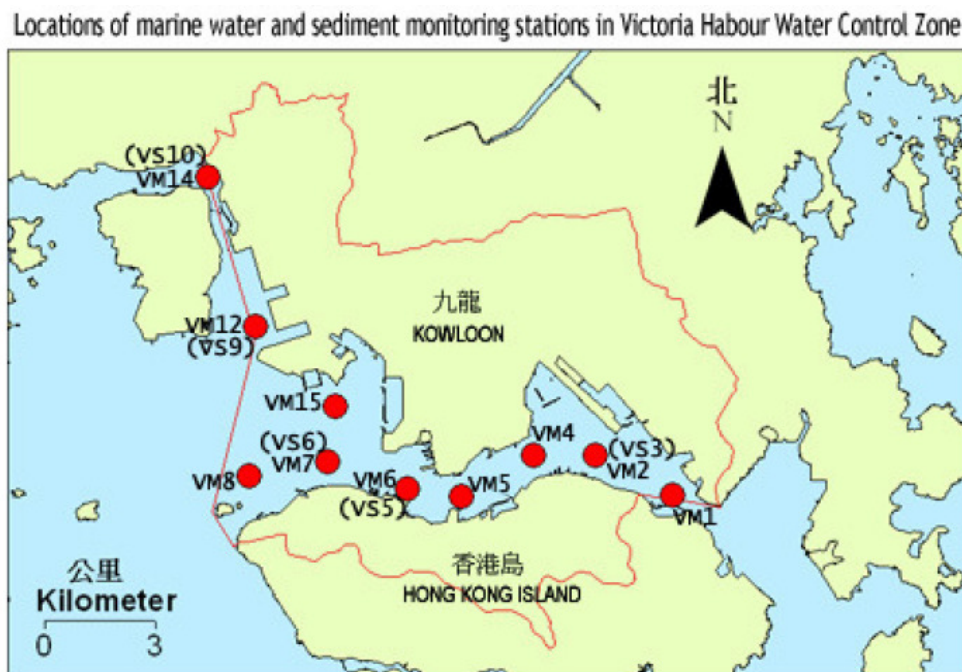 Locations of marine water and sediment monitoring stations in Victoria Habour Water Control Zone
北
N
(VS10)
VM14
九龍
KOWLOON
VM12
(VS9)
VM15
(VS6)
VM7
VM8
VM6
(VS5)
VM5
VM4
(VS3)
VM2
VM1
香港島
HONG KONG ISLAND
公里
Kilometer
0 3